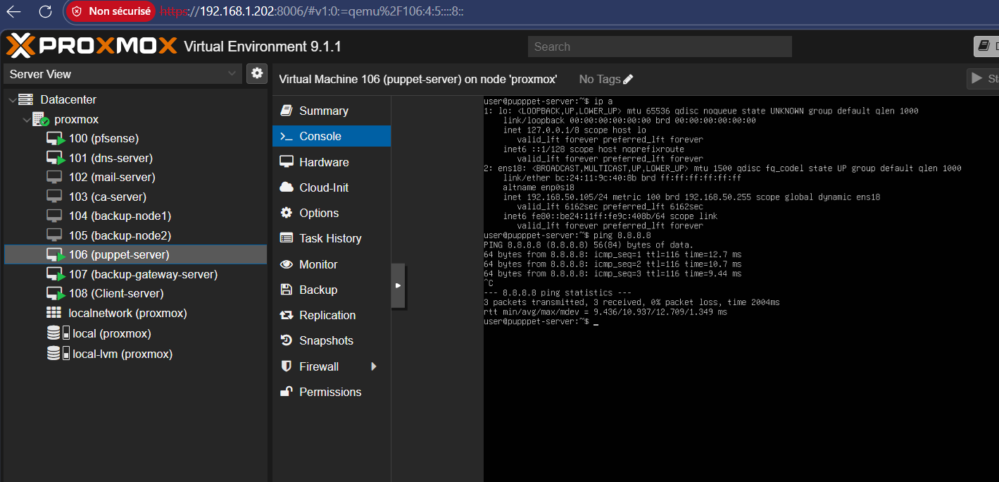 Non sécurisé https://192.168.1.202:8006/#v1:0:=qemu%2F106:4:5::::8::
PROXMOX Virtual Environment 9.1.1
Search
Server View
Datacenter
proxmox
100 (pfsense)
101 (dns-server)
102 (mail-server)
103 (ca-server)
104 (backup-node1)
105 (backup-node2)
106 (puppet-server)
107 (backup-gateway-server)
108 (Client-server)
localnetwork (proxmox)
local (proxmox)
local-lvm (proxmox)
Virtual Machine 106 (puppet-server) on node 'proxmox'
No Tags
Summary
Console
Hardware
Cloud-Init
Options
Task History
Monitor
Backup
Replication
Snapshots
Firewall
Permissions
user@pupppet-server:~$ ip a
1: lo: <LOOPBACK,UP,LOWER_UP> mtu 65536 qdisc noqueue state UNKNOWN group default qlen 1000
link/loopback 00:00:00:00:00:00 brd 00:00:00:00:00:00
inet 127.0.0.1/8 scope host lo
valid_lft forever preferred_lft forever
inet6 ::1/128 scope host noprefixroute
valid_lft forever preferred_lft forever
2: ens18: <BROADCAST,MULTICAST,UP,LOWER_UP> mtu 1500 qdisc fq_codel state UP group default qlen 1000
link/ether bc:24:11:9c:40:8b brd ff:ff:ff:ff:ff:ff
altname enp0s18
inet 192.168.50.105/24 metric 100 brd 192.168.50.255 scope global dynamic ens18
valid_lft 6162sec preferred_lft 6162sec
inet6 fe80::be24:11ff:fe9c:408b/64 scope link
valid_lft forever preferred_lft forever
user@pupppet-server:~$ ping 8.8.8.8
PING 8.8.8.8 (8.8.8.8) 56(84) bytes of data.
64 bytes from 8.8.8.8: icmp_seq=1 ttl=116 time=12.7 ms
64 bytes from 8.8.8.8: icmp_seq=2 ttl=116 time=10.7 ms
64 bytes from 8.8.8.8: icmp_seq=3 ttl=116 time=9.44 ms
^C
--- 8.8.8.8 ping statistics ---
3 packets transmitted, 3 received, 0% packet loss, time 2004ms
rtt min/avg/max/mdev = 9.436/10.937/12.709/1.349 ms
user@pupppet-server:~$ _